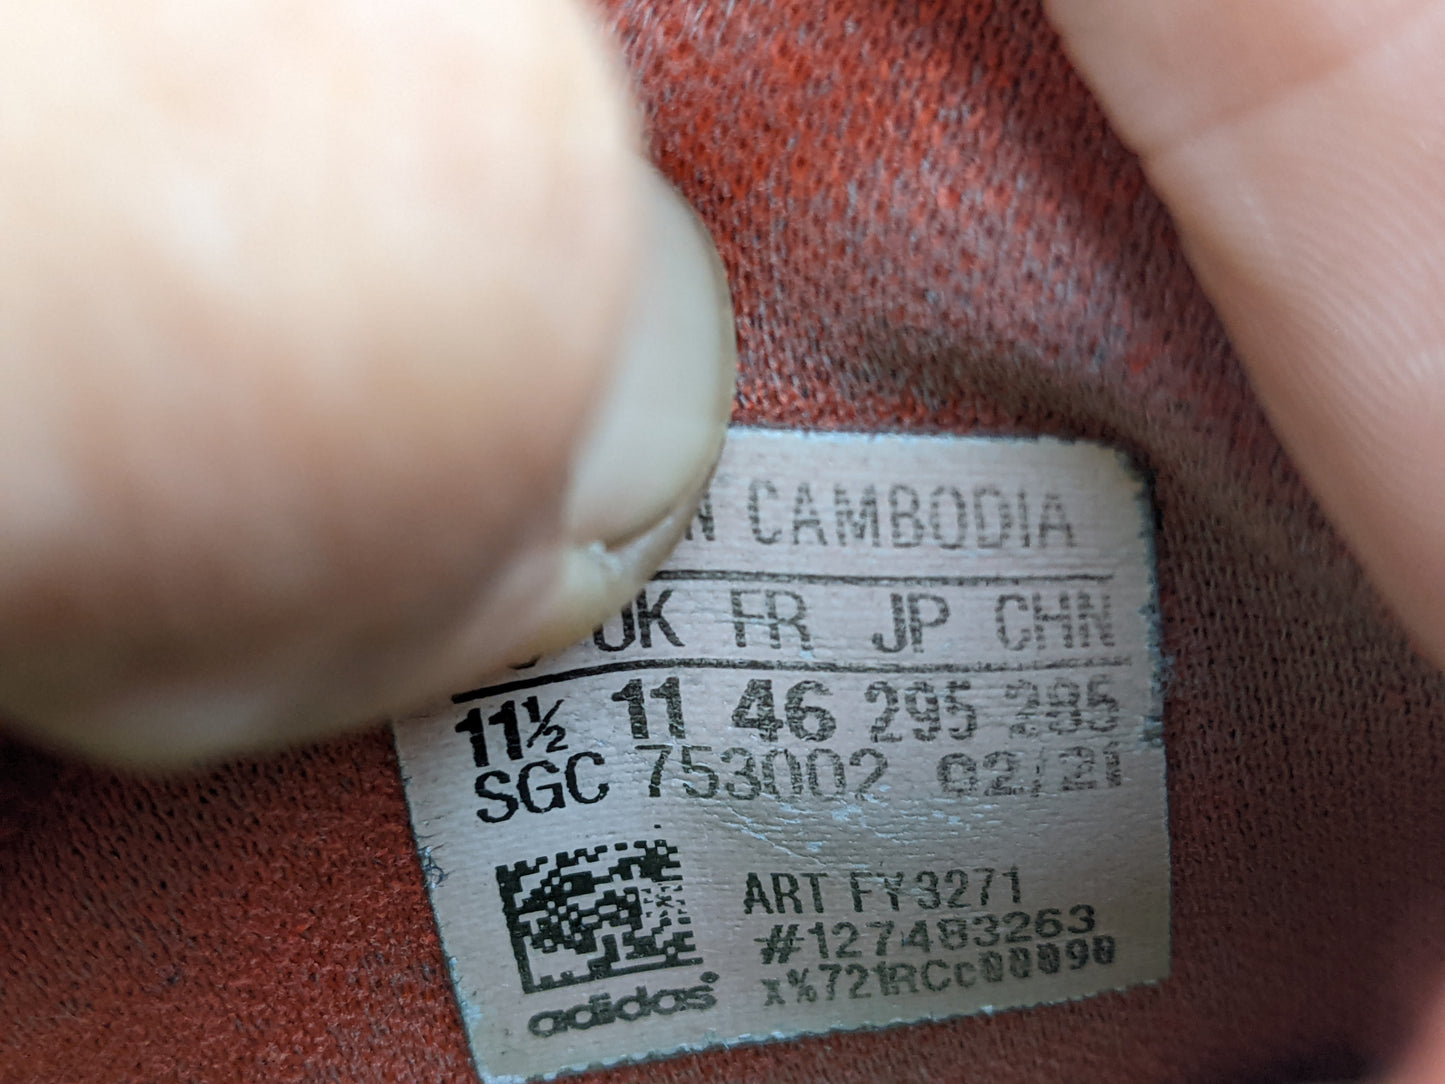 CAMBODIA
UK FR JP CHN
11½ 11 46 295 295
SGC 753002 02/21
ART FY3271
#127483263
x%721RCc00090
adidas